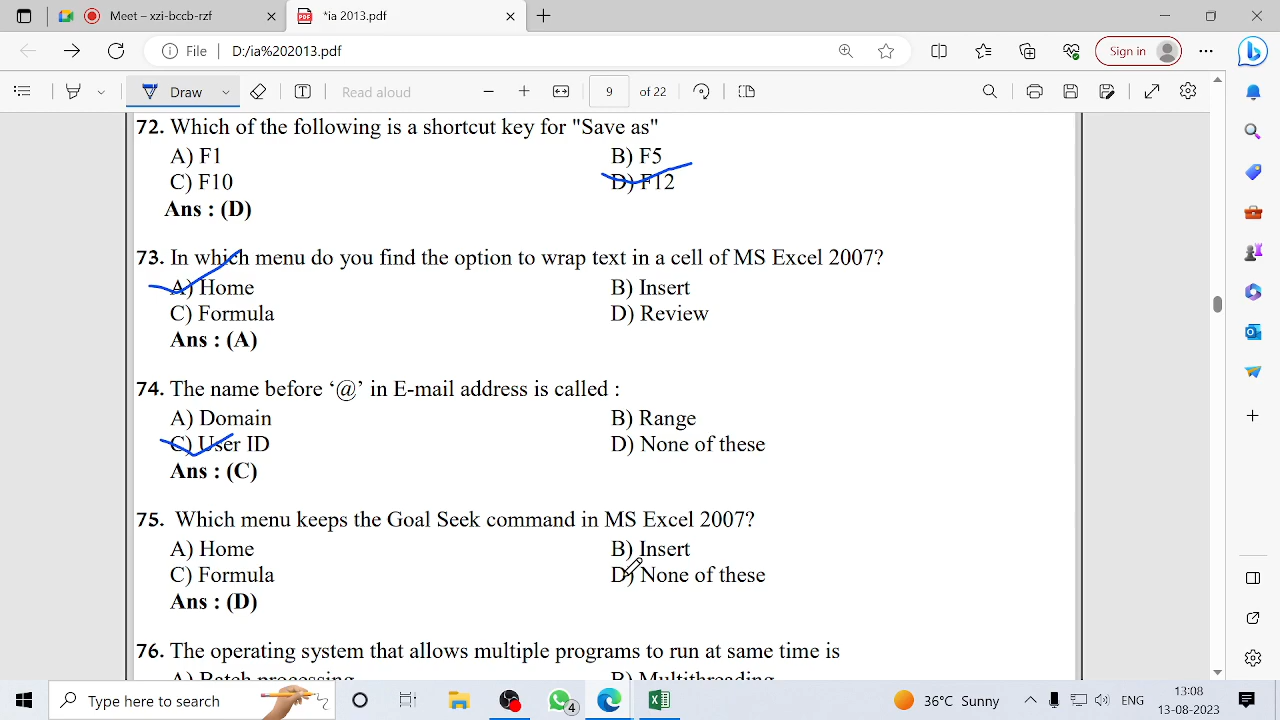 Meet – xzi-bccb-rzf
*ia 2013.pdf
File D:/ia%202013.pdf
Sign in
Draw
Read aloud
9 of 22
72. Which of the following is a shortcut key for "Save as"
A) F1 B) F5
C) F10 D) F12
Ans : (D)
73. In which menu do you find the option to wrap text in a cell of MS Excel 2007?
A) Home B) Insert
C) Formula D) Review
Ans : (A)
74. The name before ‘@’ in E-mail address is called :
A) Domain B) Range
C) User ID D) None of these
Ans : (C)
75. Which menu keeps the Goal Seek command in MS Excel 2007?
A) Home B) Insert
C) Formula D) None of these
Ans : (D)
76. The operating system that allows multiple programs to run at same time is
A) Batch processing B) Multithreading
Type here to search
4
36°C Sunny
ENG
13:08
13-08-2023